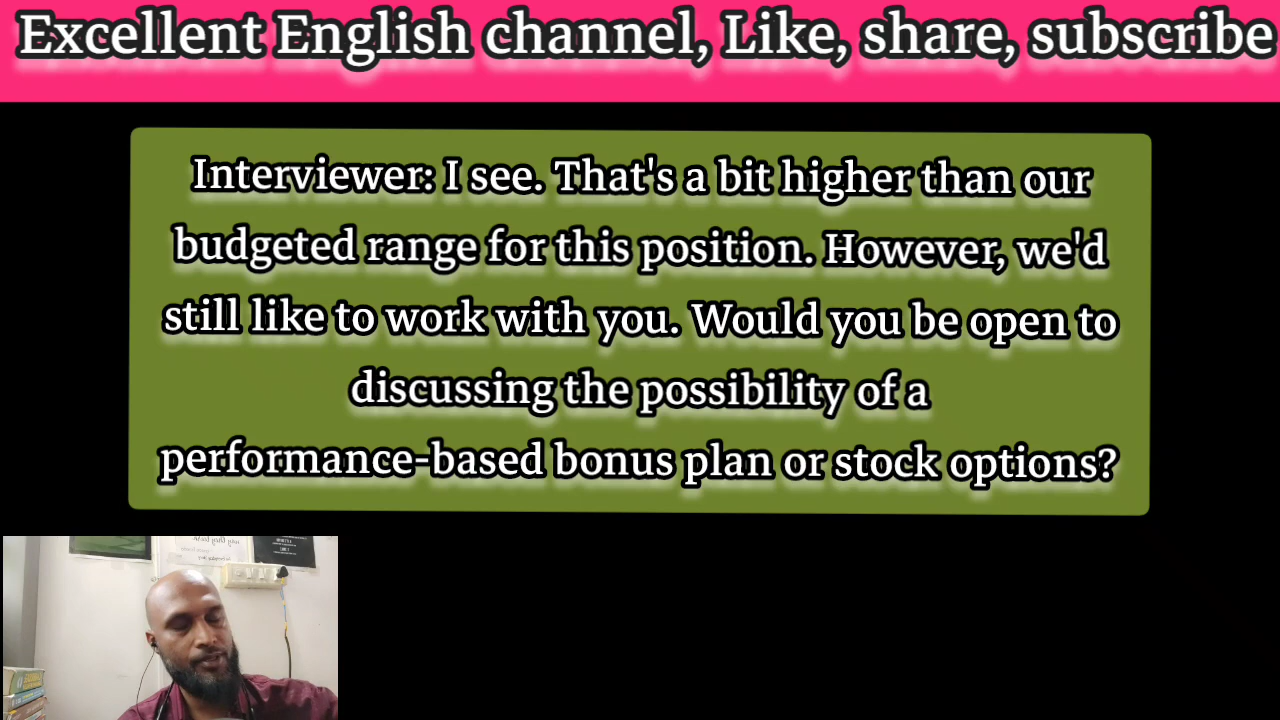 Excellent English channel, Like, share, subscribe
Interviewer: I see. That's a bit higher than our
budgeted range for this position. However, we'd
still like to work with you. Would you be open to
discussing the possibility of a
performance-based bonus plan or stock options?